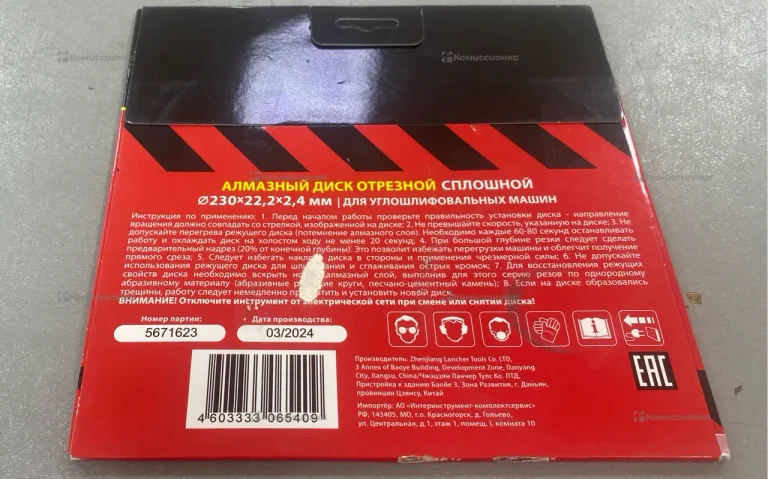 Комиссионка
Комиссионка
АЛМАЗНЫЙ ДИСК ОТРЕЗНОЙ СПЛОШНОЙ
Ø230×22,2×2,4 мм | ДЛЯ УГЛОШЛИФОВАЛЬНЫХ МАШИН
Инструкция по применению: 1. Перед началом работы проверьте правильность установки диска - направление
вращения должно совпадать со стрелкой, изображенной на диске; 2. Не превышайте скорость, указанную на диске; 3. Не
допускайте перегрева режущего диска (потемнение алмазного слоя). Необходимо каждые 60-80 секунд останавливать
работу и охлаждать диск на холостом ходу не менее 20 секунд; 4. При большой глубине резки следует сделать
предварительный надрез (20% от конечной глубины). Это позволит избежать перегрузки машины и облегчит получение
прямого среза; 5. Следует избегать диска в стороны и применения чрезмерной силы; 6. Не допускайте
использования режущего диска для и сглаживания острых кромок; 7. Для восстановления режущих
свойств диска необходимо вскрыть алмазный слой, выполнив для этого серию резов по однородному
абразивному материалу (абразивные круги, песчано-цементный камень); 8. Если на диске образовались
трещины, работу следует немедленно и установить новый диск.
ВНИМАНИЕ! Отключите инструмент от электрической сети при смене или снятии диска!
Номер партии:
5671623
Дата производства:
03/2024
4 603333 065409
Производитель: Zhenjiang Lancher Tools Co. LTD,
3 Annex of Baoye Building, Development Zone, Danyang
City, Jiangsu, China/Чжэцзян Ланчер Тулс Ко. ЛТД,
Пристройка к зданию Баойе 3, Зона Развития, г. Даньян,
провинция Цзянсу, Китай
Импортёр: АО «Интеринструмент-комплектсервис»
РФ, 143405, МО, г.о. Красногорск, д. Гольево,
ул. Центральная, д.1, этаж 1, помещ. I, комната 10
EAC
Комиссионка